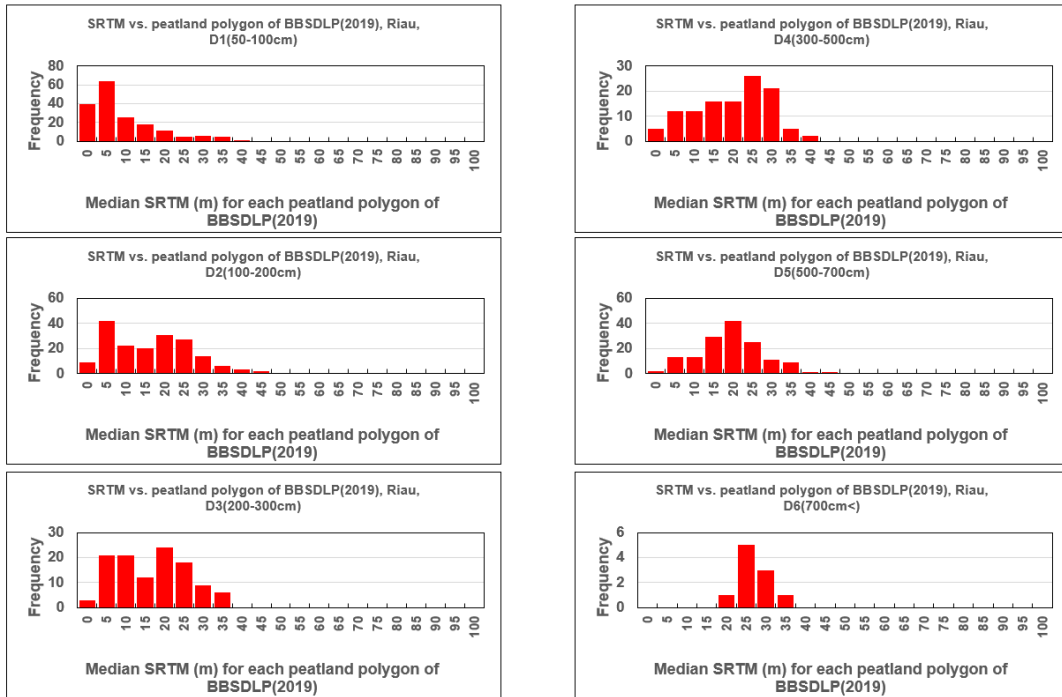 SRTM vs. peatland polygon of BBSDLP(2019), Riau,
D1(50-100cm)
Frequency
80
60
40
20
0
0 5 10 15 20 25 30 35 40 45 50 55 60 65 70 75 80 85 90 95 100
Median SRTM (m) for each peatland polygon of
BBSDLP(2019)
SRTM vs. peatland polygon of BBSDLP(2019), Riau,
D4(300-500cm)
Frequency
30
20
10
0
0 5 10 15 20 25 30 35 40 45 50 55 60 65 70 75 80 85 90 95 100
Median SRTM (m) for each peatland polygon of
BBSDLP(2019)
SRTM vs. peatland polygon of BBSDLP(2019), Riau,
D2(100-200cm)
Frequency
60
40
20
0
0 5 10 15 20 25 30 35 40 45 50 55 60 65 70 75 80 85 90 95 100
Median SRTM (m) for each peatland polygon of
BBSDLP(2019)
SRTM vs. peatland polygon of BBSDLP(2019), Riau,
D5(500-700cm)
Frequency
60
40
20
0
0 5 10 15 20 25 30 35 40 45 50 55 60 65 70 75 80 85 90 95 100
Median SRTM (m) for each peatland polygon of
BBSDLP(2019)
SRTM vs. peatland polygon of BBSDLP(2019), Riau,
D3(200-300cm)
Frequency
30
20
10
0
0 5 10 15 20 25 30 35 40 45 50 55 60 65 70 75 80 85 90 95 100
Median SRTM (m) for each peatland polygon of
BBSDLP(2019)
SRTM vs. peatland polygon of BBSDLP(2019), Riau,
D6(700cm<)
Frequency
6
4
2
0
0 5 10 15 20 25 30 35 40 45 50 55 60 65 70 75 80 85 90 95 100
Median SRTM (m) for each peatland polygon of
BBSDLP(2019)